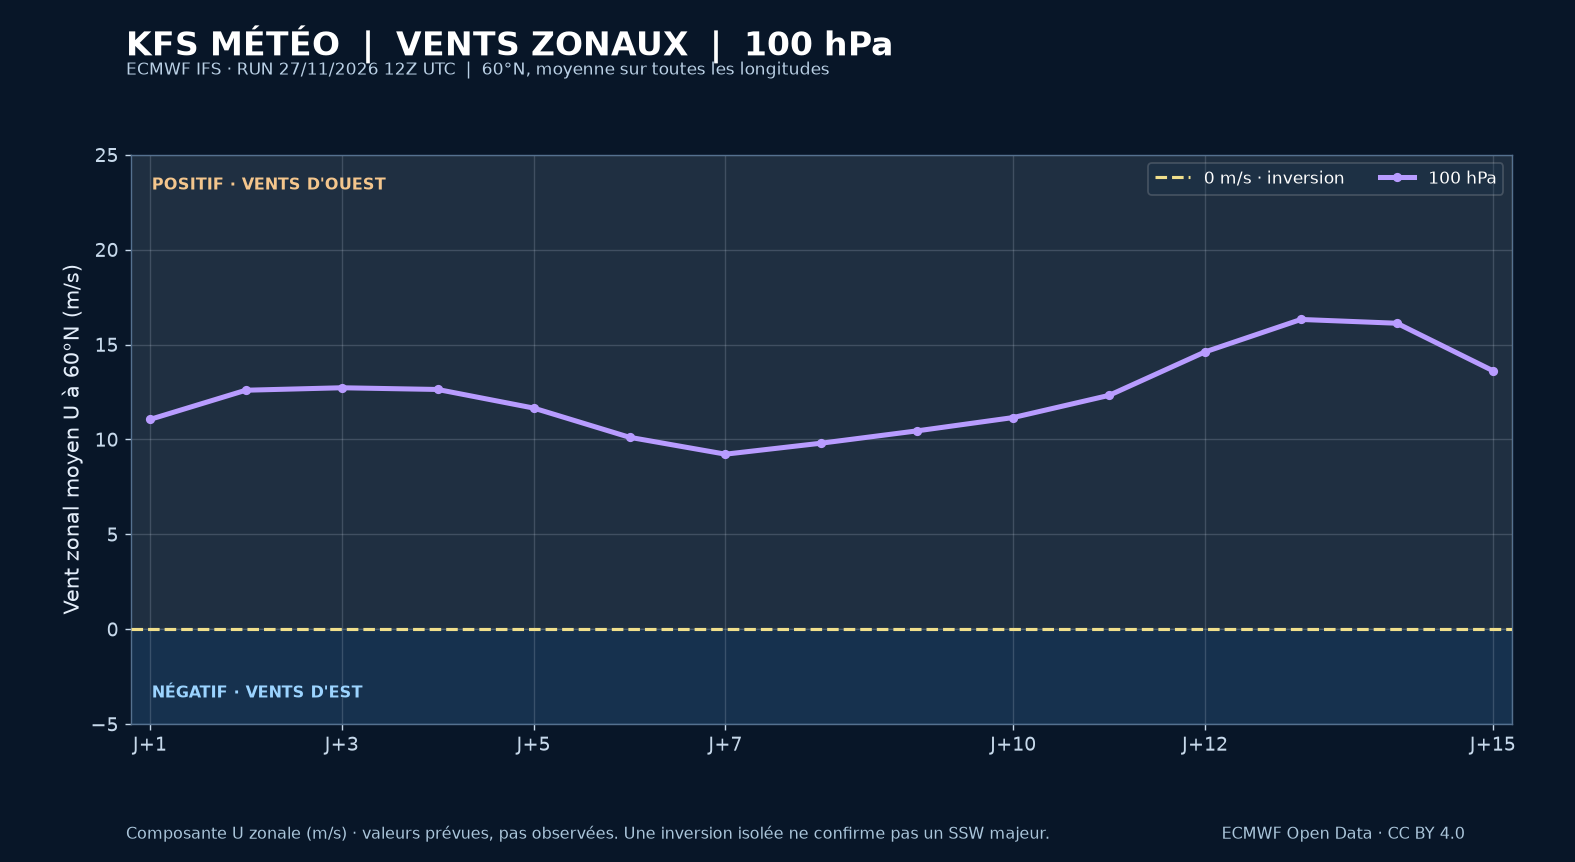 KFS MÉTÉO | VENTS ZONAUX | 100 hPa
ECMWF IFS · RUN 27/11/2026 12Z UTC | 60°N, moyenne sur toutes les longitudes
25
POSITIF · VENTS D'OUEST
0 m/s · inversion
100 hPa
20
15
10
5
0
−5
Vent zonal moyen U à 60°N (m/s)
NÉGATIF · VENTS D'EST
J+1
J+3
J+5
J+7
J+10
J+12
J+15
Composante U zonale (m/s) · valeurs prévues, pas observées. Une inversion isolée ne confirme pas un SSW majeur.
ECMWF Open Data · CC BY 4.0